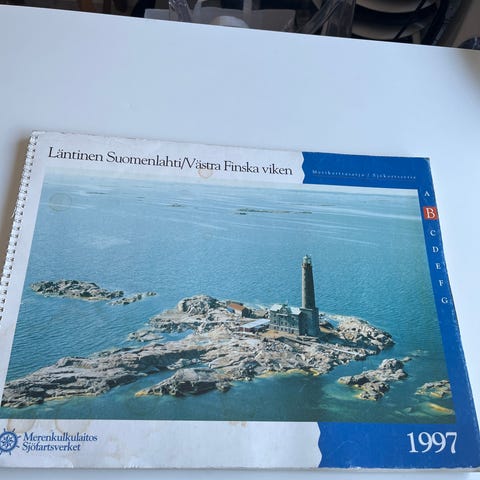 Läntinen Suomenlahti/Västra Finska viken
Merikarttasarja / Sjökortsserie
A
B
C
D
E
F
G
Merenkulkulaitos
Sjöfartsverket
1997